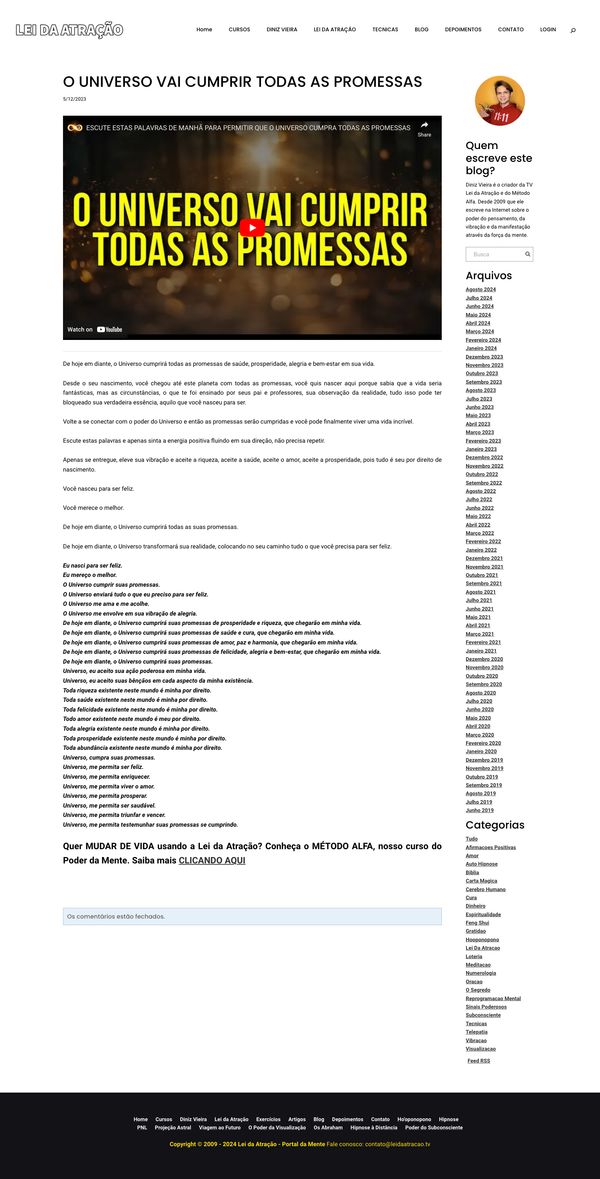 LEI DA ATRAÇÃO
Home CURSOS DINIZ VIEIRA LEI DA ATRAÇÃO TECNICAS BLOG DEPOIMENTOS CONTATO LOGIN
O UNIVERSO VAI CUMPRIR TODAS AS PROMESSAS
5/12/2023
ESCUTE ESTAS PALAVRAS DE MANHÃ PARA PERMITIR QUE O UNIVERSO CUMPRA TODAS AS PROMESSAS
Share
O UNIVERSO VAI CUMPRIR
TODAS AS PROMESSAS
Watch on YouTube
De hoje em diante, o Universo cumprirá todas as promessas de saúde, prosperidade, alegria e bem-estar em sua vida.
Desde o seu nascimento, você chegou até este planeta com todas as promessas, você quis nascer aqui porque sabia que a vida seria
fantásticas, mas as circunstâncias, o que te foi ensinado por seus pai e professores, sua observação da realidade, tudo isso pode ter
bloqueado sua verdadeira essência, aquilo que você nasceu para ser.
Volte a se conectar com o poder do Universo e então as promessas serão cumpridas e você pode finalmente viver uma vida incrível.
Escute estas palavras e apenas sinta a energia positiva fluindo em sua direção, não precisa repetir.
Apenas se entregue, eleve sua vibração e aceite a riqueza, aceite a saúde, aceite o amor, aceite a prosperidade, pois tudo é seu por direito de
nascimento.
Você nasceu para ser feliz.
Você merece o melhor.
De hoje em diante, o Universo cumprirá todas as suas promessas.
De hoje em diante, o Universo transformará sua realidade, colocando no seu caminho tudo o que você precisa para ser feliz.
Eu nasci para ser feliz.
Eu mereço o melhor.
O Universo cumprir suas promessas.
O Universo enviará tudo o que eu preciso para ser feliz.
O Universo me ama e me acolhe.
O Universo me envolve em sua vibração de alegria.
De hoje em diante, o Universo cumprirá suas promessas de prosperidade e riqueza, que chegarão em minha vida.
De hoje em diante, o Universo cumprirá suas promessas de saúde e cura, que chegarão em minha vida.
De hoje em diante, o Universo cumprirá suas promessas de amor, paz e harmonia, que chegarão em minha vida.
De hoje em diante, o Universo cumprirá suas promessas de felicidade, alegria e bem-estar, que chegarão em minha vida.
De hoje em diante, o Universo cumprirá suas promessas.
Universo, eu aceito sua ação poderosa em minha vida.
Universo, eu aceito suas bênçãos em cada aspecto da minha existência.
Toda riqueza existente neste mundo é minha por direito.
Toda saúde existente neste mundo é minha por direito.
Toda felicidade existente neste mundo é minha por direito.
Todo amor existente neste mundo é meu por direito.
Toda alegria existente neste mundo é minha por direito.
Toda prosperidade existente neste mundo é minha por direito.
Toda abundância existente neste mundo é minha por direito.
Universo, cumpra suas promessas.
Universo, me permita ser feliz.
Universo, me permita enriquecer.
Universo, me permita viver o amor.
Universo, me permita prosperar.
Universo, me permita ser saudável.
Universo, me permita triunfar e vencer.
Universo, me permita testemunhar suas promessas se cumprindo.
Quer MUDAR DE VIDA usando a Lei da Atração? Conheça o MÉTODO ALFA, nosso curso do
Poder da Mente. Saiba mais CLICANDO AQUI
Os comentários estão fechados.
11:11
Quem
escreve este
blog?
Diniz Vieira é o criador da TV
Lei da Atração e do Método
Alfa. Desde 2009 que ele
escreve na Internet sobre o
poder do pensamento, da
vibração e da manifestação
através da força da mente.
Busca
Arquivos
Agosto 2024
Julho 2024
Junho 2024
Maio 2024
Abril 2024
Março 2024
Fevereiro 2024
Janeiro 2024
Dezembro 2023
Novembro 2023
Outubro 2023
Setembro 2023
Agosto 2023
Julho 2023
Junho 2023
Maio 2023
Abril 2023
Março 2023
Fevereiro 2023
Janeiro 2023
Dezembro 2022
Novembro 2022
Outubro 2022
Setembro 2022
Agosto 2022
Julho 2022
Junho 2022
Maio 2022
Abril 2022
Março 2022
Fevereiro 2022
Janeiro 2022
Dezembro 2021
Novembro 2021
Outubro 2021
Setembro 2021
Agosto 2021
Julho 2021
Junho 2021
Maio 2021
Abril 2021
Março 2021
Fevereiro 2021
Janeiro 2021
Dezembro 2020
Novembro 2020
Outubro 2020
Setembro 2020
Agosto 2020
Julho 2020
Junho 2020
Maio 2020
Abril 2020
Março 2020
Fevereiro 2020
Janeiro 2020
Dezembro 2019
Novembro 2019
Outubro 2019
Setembro 2019
Agosto 2019
Julho 2019
Junho 2019
Categorias
Tudo
Afirmacoes Positivas
Amor
Auto Hipnose
Biblia
Carta Magica
Cerebro Humano
Cura
Dinheiro
Espiritualidade
Feng Shui
Gratidao
Hooponopono
Lei Da Atracao
Loteria
Meditacao
Numerologia
Oracao
O Segredo
Reprogramacao Mental
Sinais Poderosos
Subconsciente
Tecnicas
Telepatia
Vibracao
Visualizacao
Feed RSS
Home Cursos Diniz Vieira Lei da Atração Exercícios Artigos Blog Depoimentos Contato Ho'oponopono Hipnose
PNL Projeção Astral Viagem ao Futuro O Poder da Visualização Os Abraham Hipnose à Distância Poder do Subconsciente
Copyright © 2009 - 2024 Lei da Atração - Portal da Mente Fale conosco: contato@leidaatracao.tv